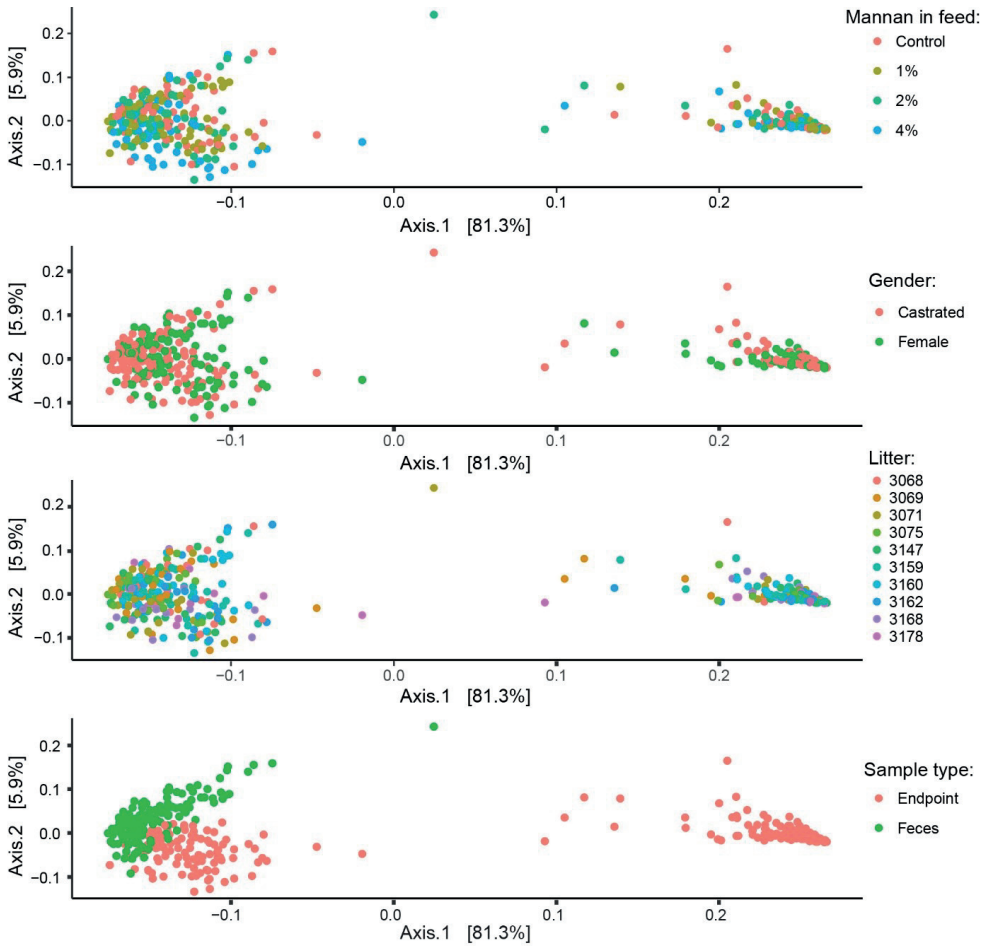 Mannan in feed:
Control
1%
2%
4%
Axis.2 [5.9%]
0.2
0.1
0.0
−0.1
−0.1 0.0 0.1 0.2
Axis.1 [81.3%]
Gender:
Castrated
Female
Axis.2 [5.9%]
0.2
0.1
0.0
−0.1
−0.1 0.0 0.1 0.2
Axis.1 [81.3%]
Litter:
3068
3069
3071
3075
3147
3159
3160
3162
3168
3178
Axis.2 [5.9%]
0.2
0.1
0.0
−0.1
−0.1 0.0 0.1 0.2
Axis.1 [81.3%]
Sample type:
Endpoint
Feces
Axis.2 [5.9%]
0.2
0.1
0.0
−0.1
−0.1 0.0 0.1 0.2
Axis.1 [81.3%]